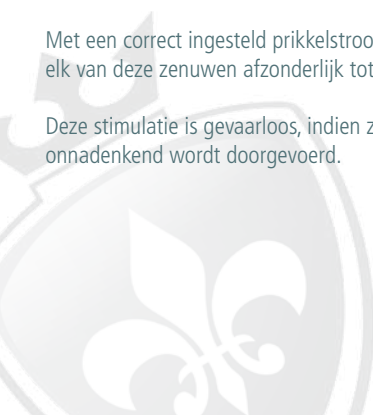 Met een correct ingesteld prikkelstroo
elk van deze zenuwen afzonderlijk tot
Deze stimulatie is gevaarloos, indien z
onnadenkend wordt doorgevoerd.